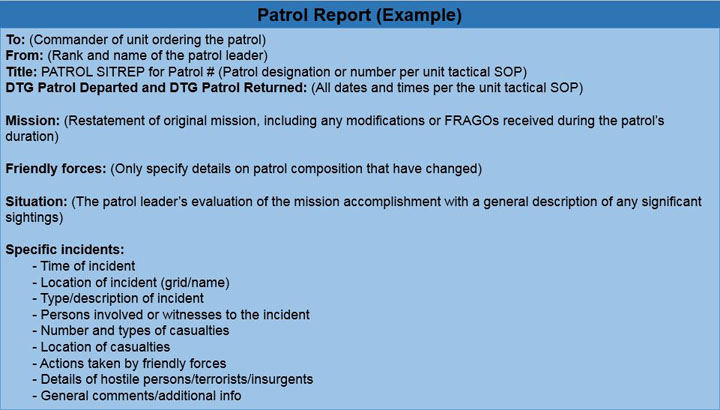 Patrol Report (Example)
To: (Commander of unit ordering the patrol)
From: (Rank and name of the patrol leader)
Title: PATROL SITREP for Patrol # (Patrol designation or number per unit tactical SOP)
DTG Patrol Departed and DTG Patrol Returned: (All dates and times per the unit tactical SOP)
Mission: (Restatement of original mission, including any modifications or FRAGOs received during the patrol's
duration)
Friendly forces: (Only specify details on patrol composition that have changed)
Situation: (The patrol leader's evaluation of the mission accomplishment with a general description of any significant
sightings)
Specific incidents:
- Time of incident
- Location of incident (grid/name)
- Type/description of incident
- Persons involved or witnesses to the incident
- Number and types of casualties
- Location of casualties
- Actions taken by friendly forces
- Details of hostile persons/terrorists/insurgents
- General comments/additional info